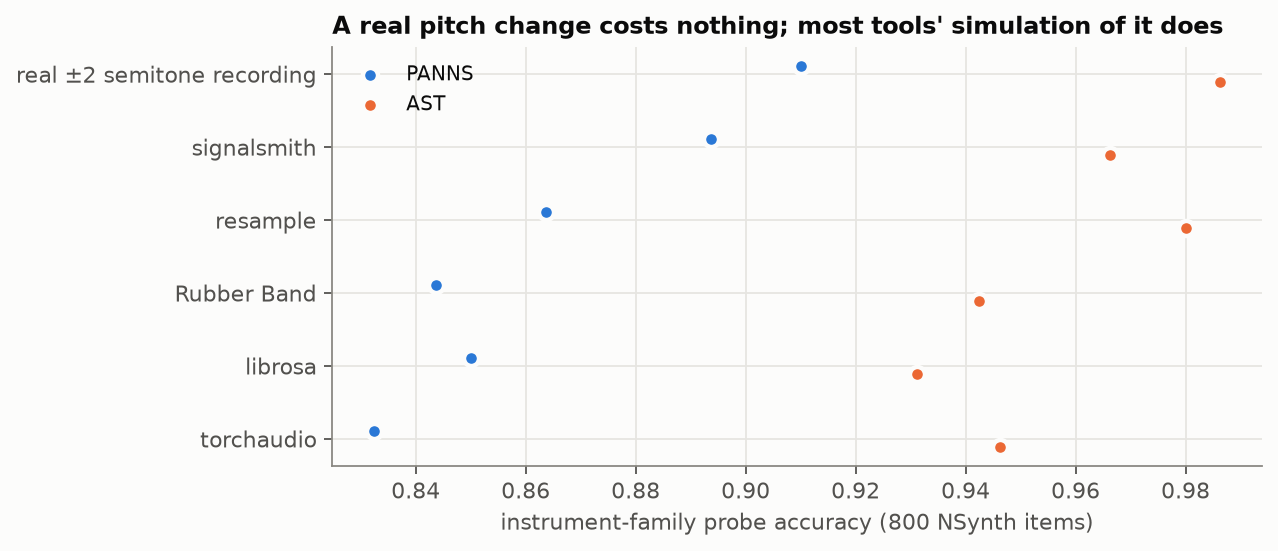 A real pitch change costs nothing; most tools' simulation of it does
real ±2 semitone recording
PANNS
AST
signalsmith
resample
Rubber Band
librosa
torchaudio
0.84 0.86 0.88 0.90 0.92 0.94 0.96 0.98
instrument-family probe accuracy (800 NSynth items)